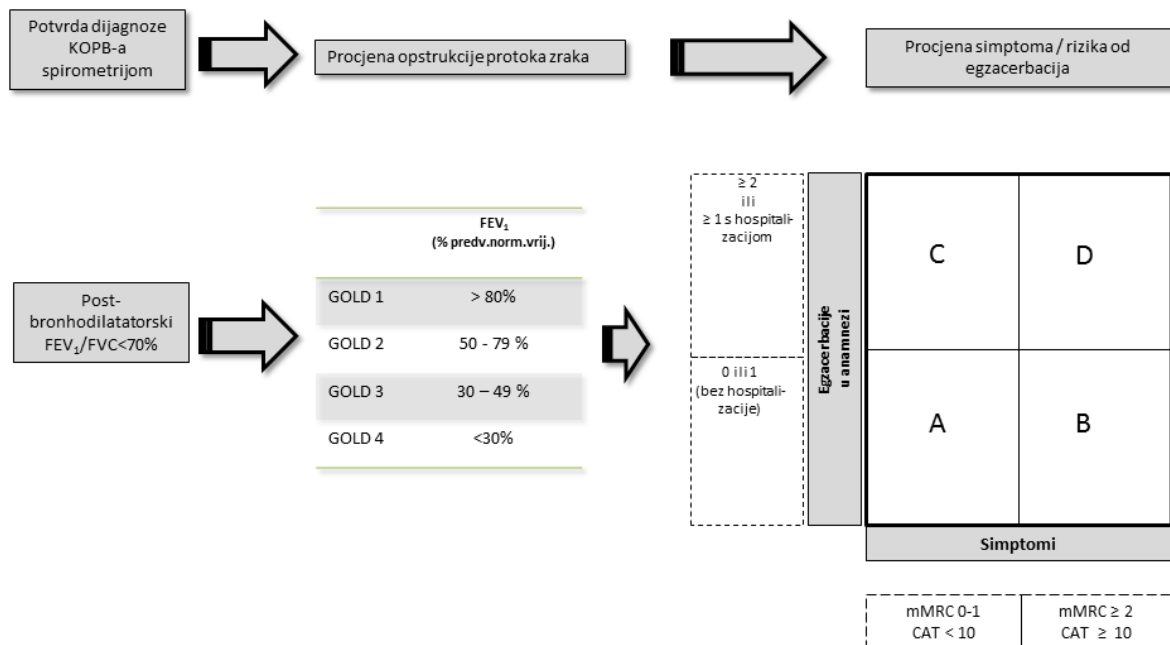 Potvrda dijagnoze
KOPB-a
spirometrijom
Procjena opstrukcije protoka zraka
Procjena simptoma / rizika od
egzacerbacija
Post-
bronhodilatatorski
FEV₁/FVC<70%
FEV₁
(% predv.norm.vrij.)
GOLD 1 > 80%
GOLD 2 50 - 79 %
GOLD 3 30 – 49 %
GOLD 4 <30%
≥ 2
ili
≥ 1 s hospitali-
zacijom
0 ili 1
(bez hospitali-
zacije)
Egzacerbacije
u anamnezi
C D
A B
Simptomi
mMRC 0-1
CAT < 10
mMRC ≥ 2
CAT ≥ 10